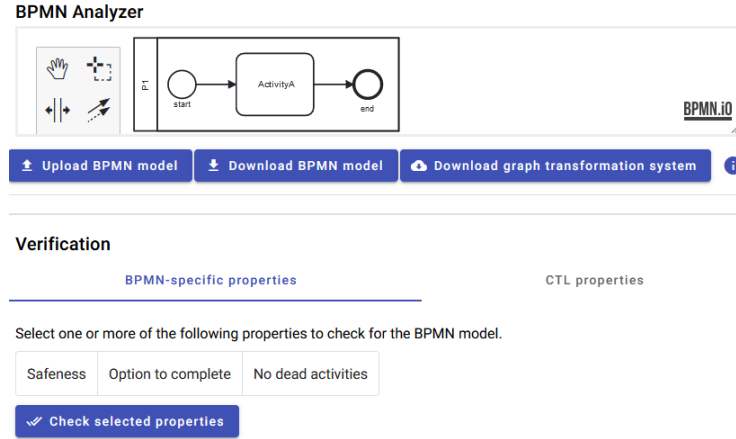 BPMN Analyzer
P1
start
ActivityA
end
BPMN.iO
Upload BPMN model
Download BPMN model
Download graph transformation system
i
Verification
BPMN-specific properties
CTL properties
Select one or more of the following properties to check for the BPMN model.
Safeness
Option to complete
No dead activities
Check selected properties